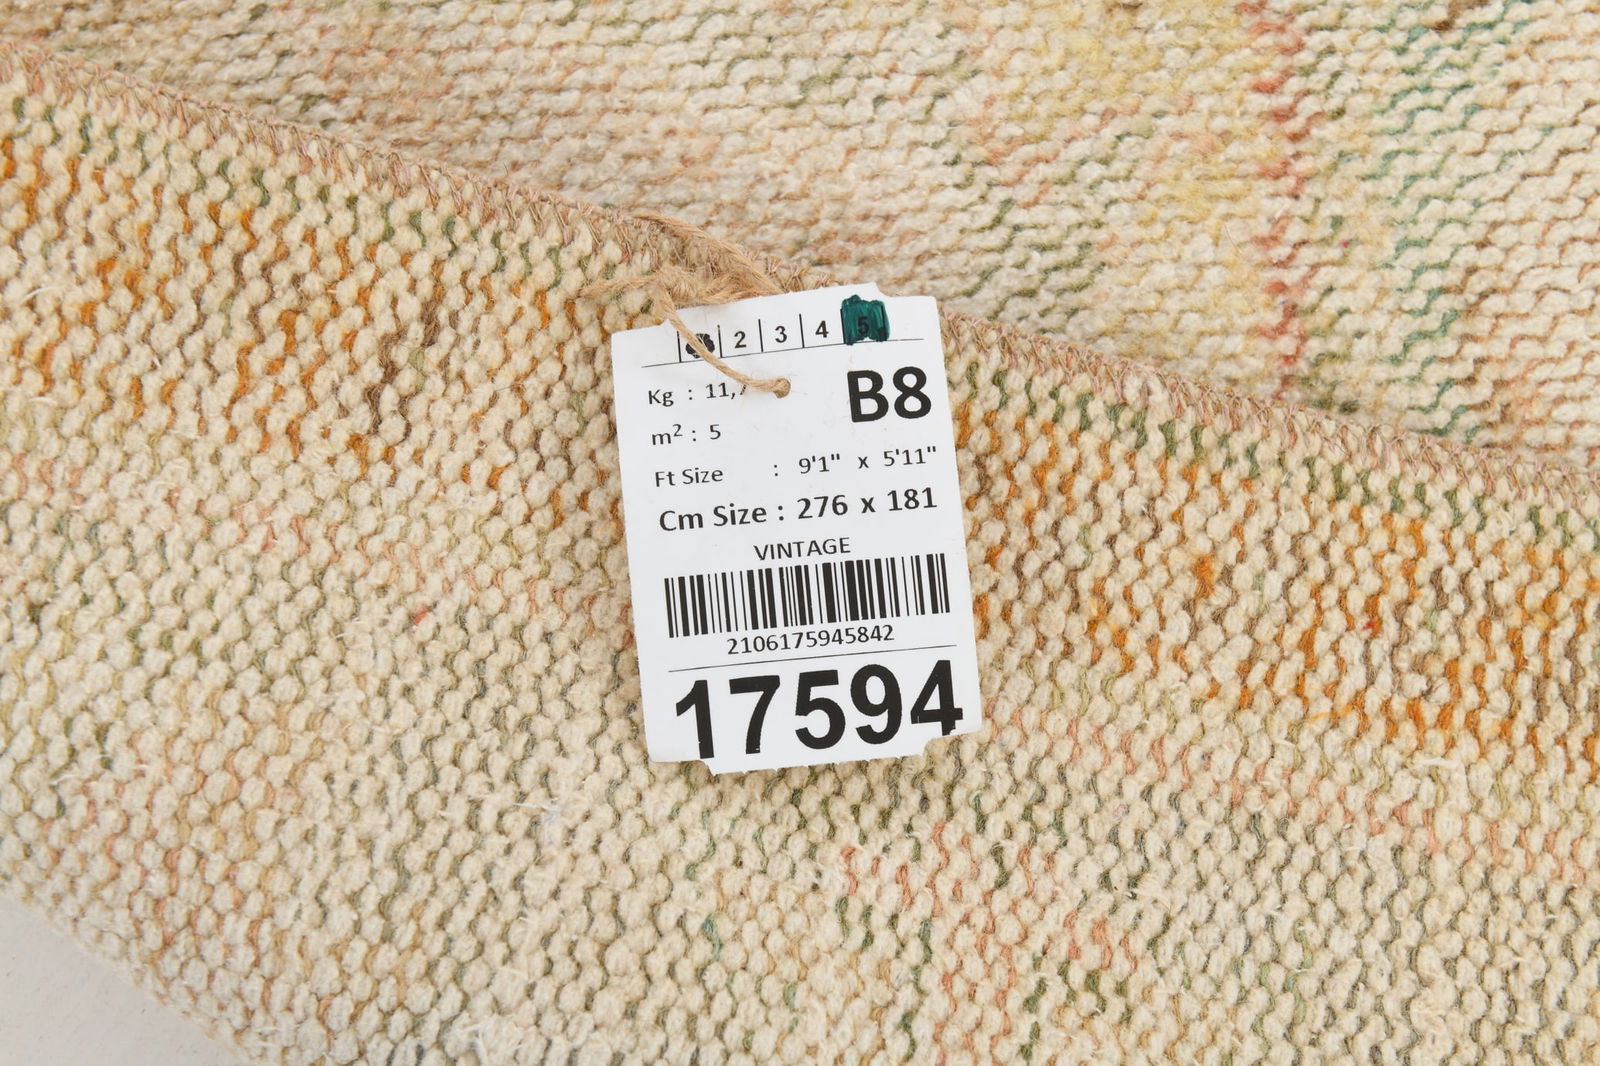 2 3 4 5
Kg : 11,
B8
m² : 5
Ft Size : 9'1" x 5'11"
Cm Size : 276 x 181
VINTAGE
2106175945842
17594